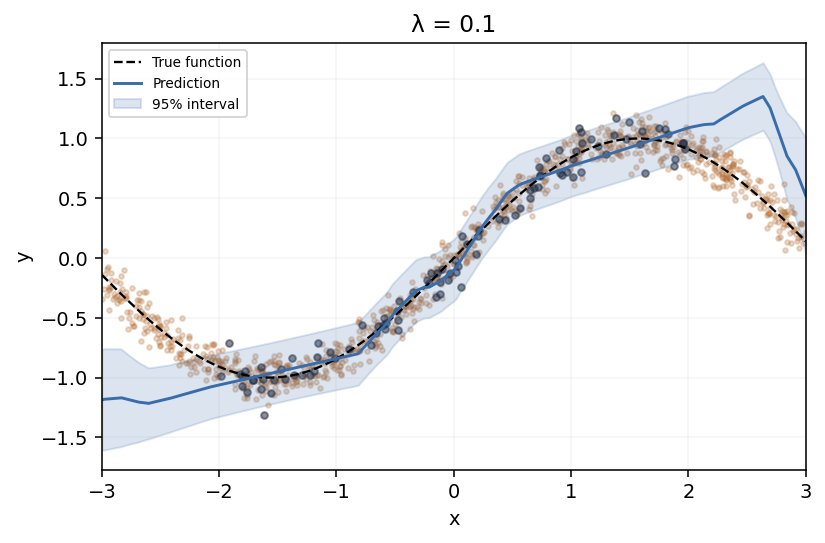 λ = 0.1
True function
Prediction
95% interval
y
1.5
1.0
0.5
0.0
−0.5
−1.0
−1.5
−3 −2 −1 0 1 2 3
x